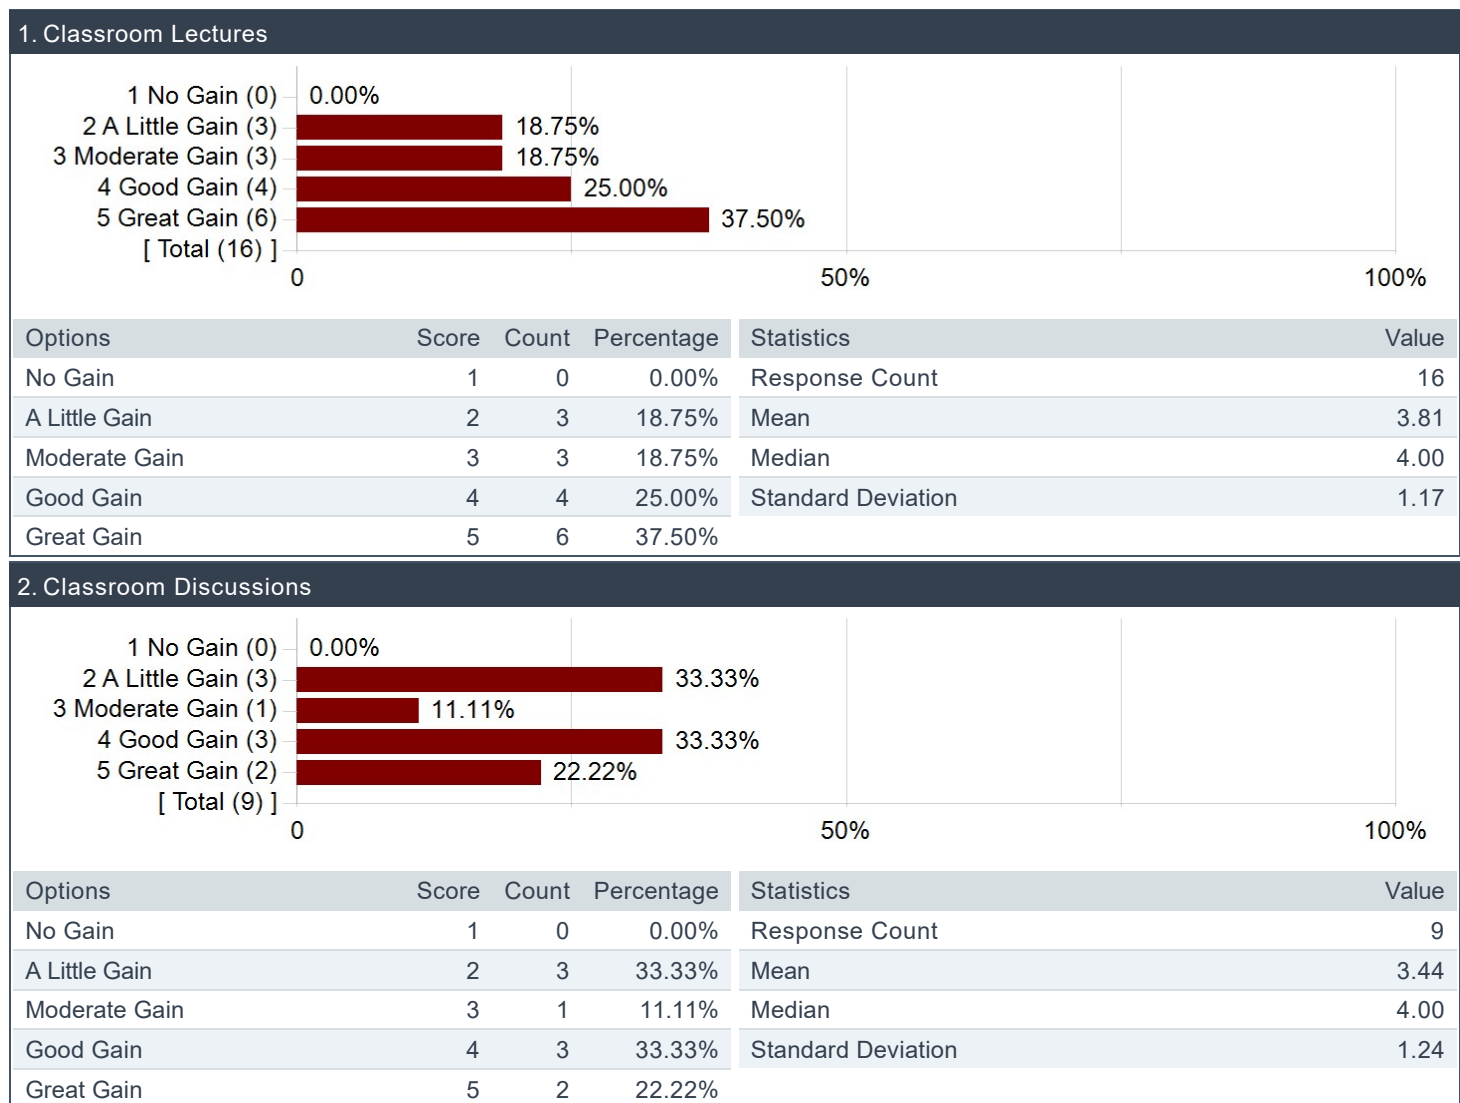 1. Classroom Lectures
1 No Gain (0) 0.00%
2 A Little Gain (3) 18.75%
3 Moderate Gain (3) 18.75%
4 Good Gain (4) 25.00%
5 Great Gain (6) 37.50%
[ Total (16) ]
0 50% 100%
Options Score Count Percentage Statistics Value
No Gain 1 0 0.00% Response Count 16
A Little Gain 2 3 18.75% Mean 3.81
Moderate Gain 3 3 18.75% Median 4.00
Good Gain 4 4 25.00% Standard Deviation 1.17
Great Gain 5 6 37.50%
2. Classroom Discussions
1 No Gain (0) 0.00%
2 A Little Gain (3) 33.33%
3 Moderate Gain (1) 11.11%
4 Good Gain (3) 33.33%
5 Great Gain (2) 22.22%
[ Total (9) ]
0 50% 100%
Options Score Count Percentage Statistics Value
No Gain 1 0 0.00% Response Count 9
A Little Gain 2 3 33.33% Mean 3.44
Moderate Gain 3 1 11.11% Median 4.00
Good Gain 4 3 33.33% Standard Deviation 1.24
Great Gain 5 2 22.22%